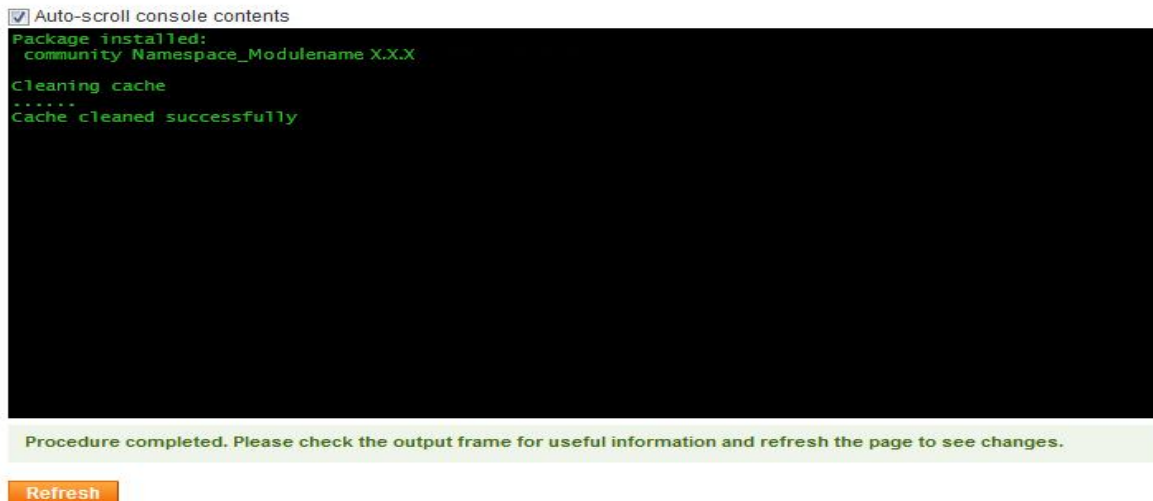 Auto-scroll console contents
Package installed:
community Namespace_Modulename X.X.X
Cleaning cache
......
Cache cleaned successfully
Procedure completed. Please check the output frame for useful information and refresh the page to see changes.
Refresh